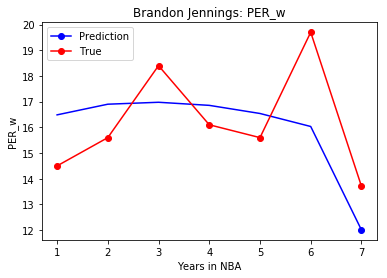 Brandon Jennings: PER_w
Prediction
True
20
19
18
17
16
15
14
13
12
PER_w
1 2 3 4 5 6 7
Years in NBA